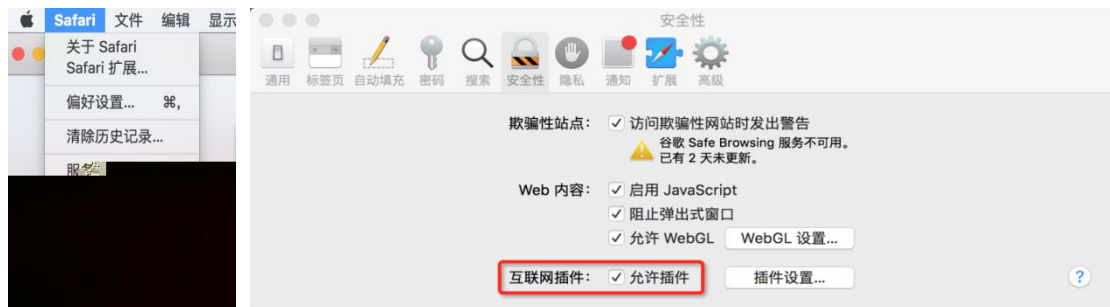 Safari 文件 编辑 显示
关于 Safari
Safari 扩展...
偏好设置... ⌘,
清除历史记录...
安全性
通用 标签页 自动填充 密码 搜索 安全性 隐私 通知 扩展 高级
欺骗性站点: 访问欺骗性网站时发出警告
谷歌 Safe Browsing 服务不可用。
已有 2 天未更新。
Web 内容: 启用 JavaScript
阻止弹出式窗口
允许 WebGL WebGL 设置...
互联网插件: 允许插件 插件设置...
?